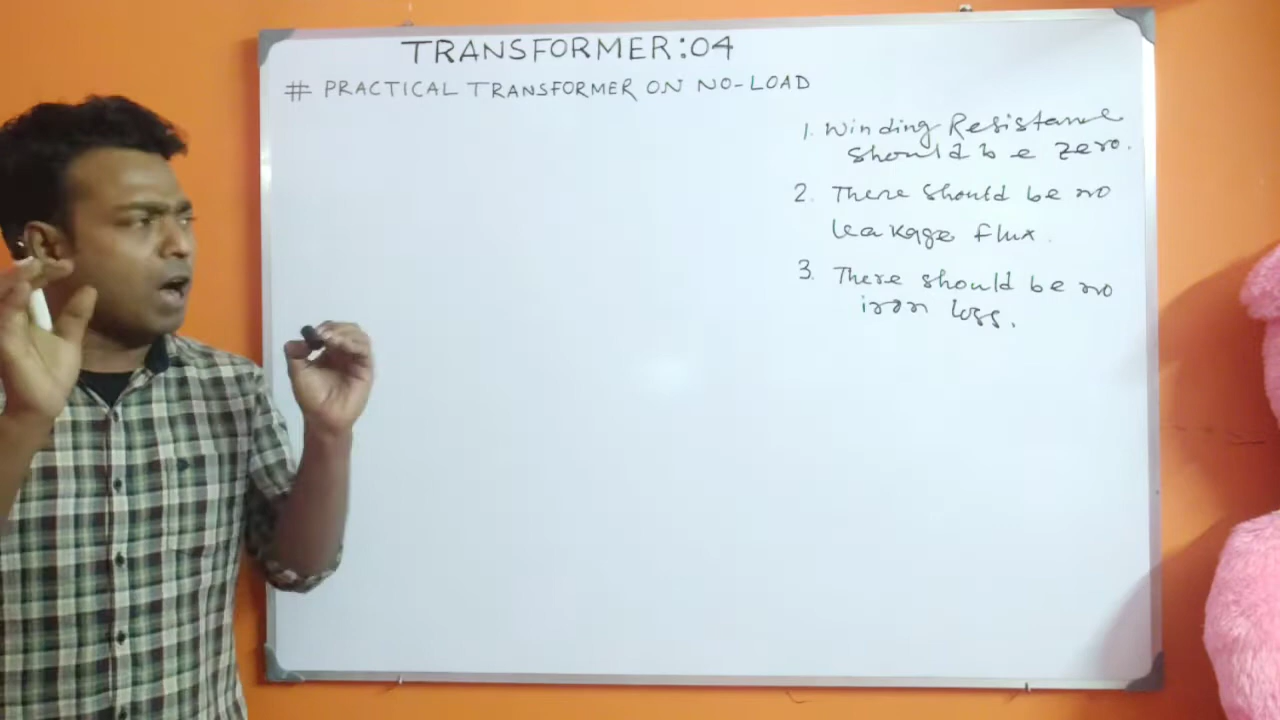 TRANSFORMER:04
# PRACTICAL TRANSFORMER ON NO-LOAD
1. Winding Resistance
should be zero.
2. There should be no
leakage flux.
3. There should be no
iron loss.